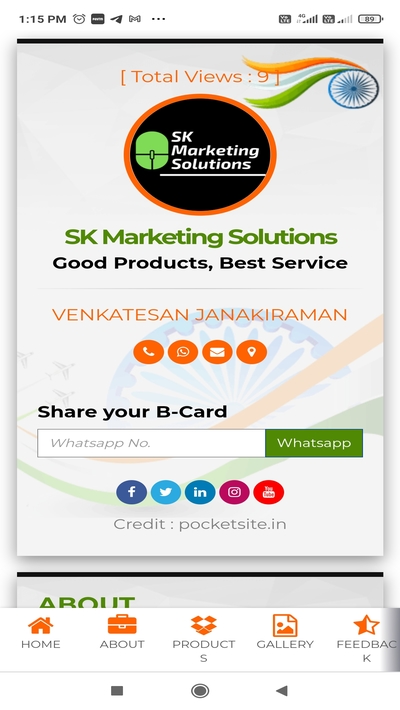 1:15 PM
4G
89
[ Total Views : 9 ]
SK
Marketing
Solutions
SK Marketing Solutions
Good Products, Best Service
VENKATESAN JANAKIRAMAN
Share your B-Card
Whatsapp No.
Whatsapp
Credit : pocketsite.in
ABOUT
HOME
ABOUT
PRODUCT
S
GALLERY
FEEDBAC
K